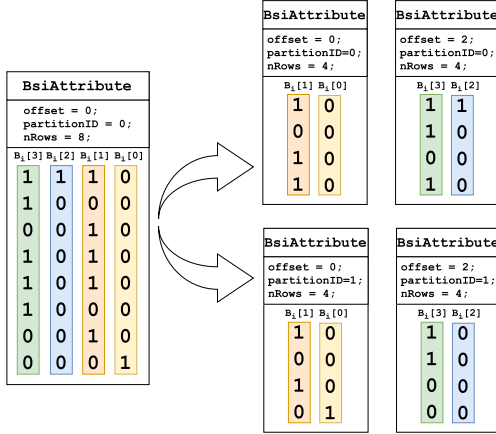 BsiAttribute
offset = 0;
partitionID = 0;
nRows = 8;
Bi[3] Bi[2] Bi[1] Bi[0]
1 1 1 0
1 0 0 0
0 0 1 0
1 0 1 0
1 0 1 0
1 0 0 0
0 0 1 0
0 0 0 1
BsiAttribute
offset = 0;
partitionID=0;
nRows = 4;
Bi[1] Bi[0]
1 0
0 0
1 0
1 0
BsiAttribute
offset = 2;
partitionID=0;
nRows = 4;
Bi[3] Bi[2]
1 1
1 0
0 0
1 0
BsiAttribute
offset = 0;
partitionID=1;
nRows = 4;
Bi[1] Bi[0]
1 0
0 0
1 0
0 1
BsiAttribute
offset = 2;
partitionID=1;
nRows = 4;
Bi[3] Bi[2]
1 0
1 0
0 0
0 0